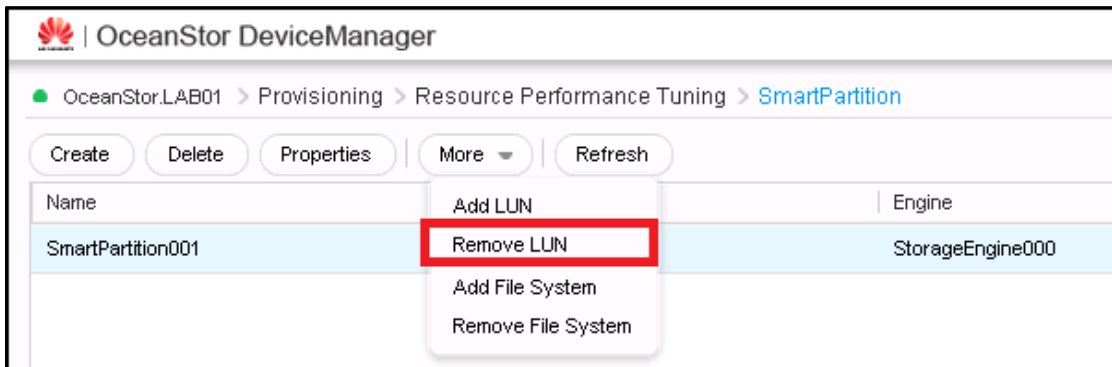 | OceanStor DeviceManager
OceanStor.LAB01 > Provisioning > Resource Performance Tuning > SmartPartition
Create Delete Properties More Refresh
Name Engine
Add LUN
SmartPartition001 Remove LUN StorageEngine000
Add File System
Remove File System